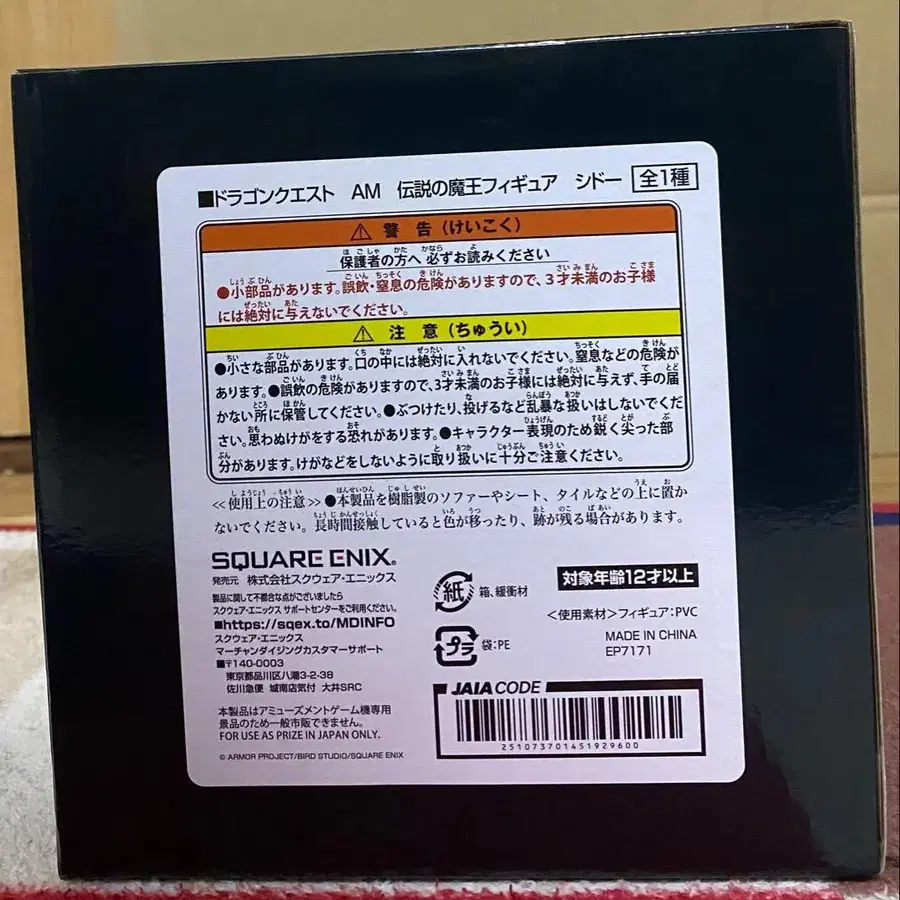 ■ドラゴンクエスト AM 伝説の魔王フィギュア シドー 全1種
⚠ 警告(けいこく)
保護者の方へ 必ずお読みください
●小部品があります。誤飲・窒息の危険がありますので、3才未満のお子様
には絶対に与えないでください。
⚠ 注意(ちゅうい)
●小さな部品があります。口の中には絶対に入れないでください。窒息などの危険が
あります。●誤飲の危険がありますので、3才未満のお子様には絶対に与えず、手の届
かない所に保管してください。●ぶつけたり、投げるなど乱暴な扱いはしないでくだ
さい。思わぬけがをする恐れがあります。●キャラクター表現のため鋭く尖った部
分があります。けがなどをしないように取り扱いに十分ご注意ください。
≪使用上の注意≫●本製品を樹脂製のソファーやシート、タイルなどの上に置か
ないでください。長時間接触していると色が移ったり、跡が残る場合があります。
SQUARE ENIX®
発売元 株式会社スクウェア・エニックス
製品に関して不都合な点がございましたら
スクウェア・エニックス サポートセンターをご利用ください。
■https://sqex.to/MDINFO
スクウェア・エニックス
マーチャンダイジングカスタマーサポート
■〒140-0003
東京都品川区八潮3-2-38
佐川急便 城南店気付 大井SRC
本製品はアミューズメントゲーム機専用
景品のため一般市販できません。
FOR USE AS PRIZE IN JAPAN ONLY.
© ARMOR PROJECT/BIRD STUDIO/SQUARE ENIX
紙 箱、緩衝材
プラ 袋:PE
対象年齢12才以上
<使用素材>フィギュア:PVC
MADE IN CHINA
EP7171
JAIA CODE
251073701451929600